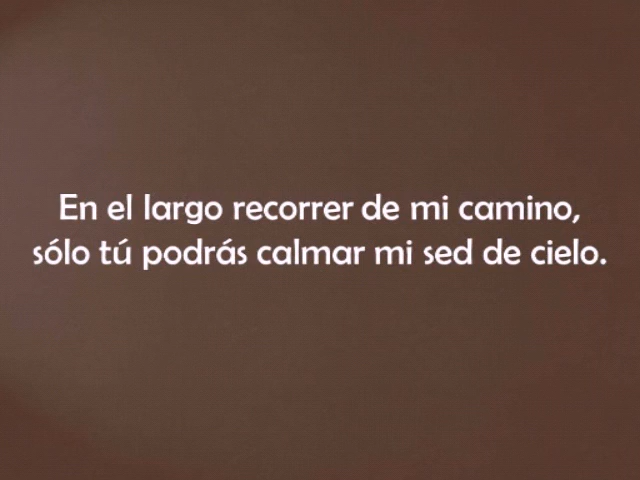 En el largo recorrer de mi camino,
sólo tú podrás calmar mi sed de cielo.